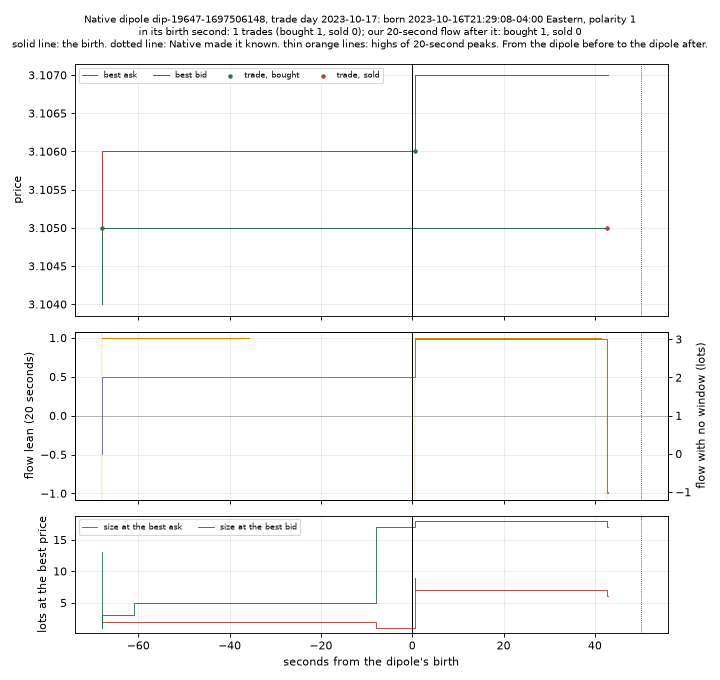 Native dipole dip-19647-1697506148, trade day 2023-10-17: born 2023-10-16T21:29:08-04:00 Eastern, polarity 1
in its birth second: 1 trades (bought 1, sold 0); our 20-second flow after it: bought 1, sold 0
solid line: the birth. dotted line: Native made it known. thin orange lines: highs of 20-second peaks. From the dipole before to the dipole after.
best ask best bid trade, bought trade, sold
3.1070
3.1065
3.1060
3.1055
3.1050
3.1045
3.1040
price
1.0
0.5
0.0
−0.5
−1.0
flow lean (20 seconds)
3
2
1
0
−1
flow with no window (lots)
size at the best ask size at the best bid
15
10
5
lots at the best price
−60 −40 −20 0 20 40
seconds from the dipole's birth